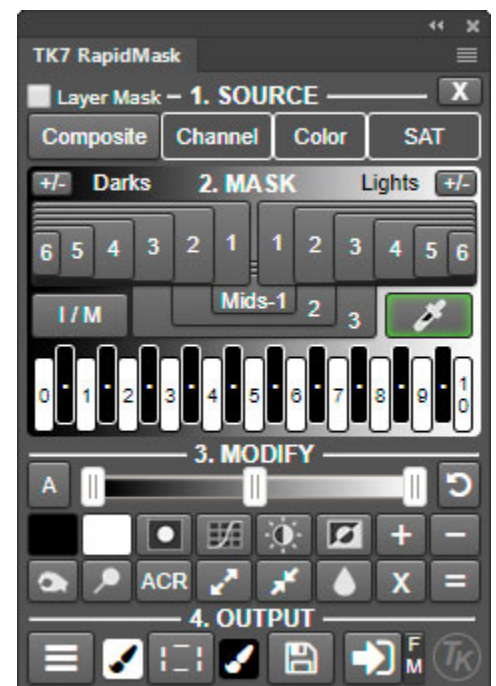 TK7 RapidMask
Layer Mask 1. SOURCE X
Composite Channel Color SAT
+/- Darks 2. MASK Lights +/-
6 5 4 3 2 1 1 2 3 4 5 6
I / M Mids-1 2 3
0 1 2 3 4 5 6 7 8 9 10
3. MODIFY
A
+ −
ACR X =
4. OUTPUT
F
M TK